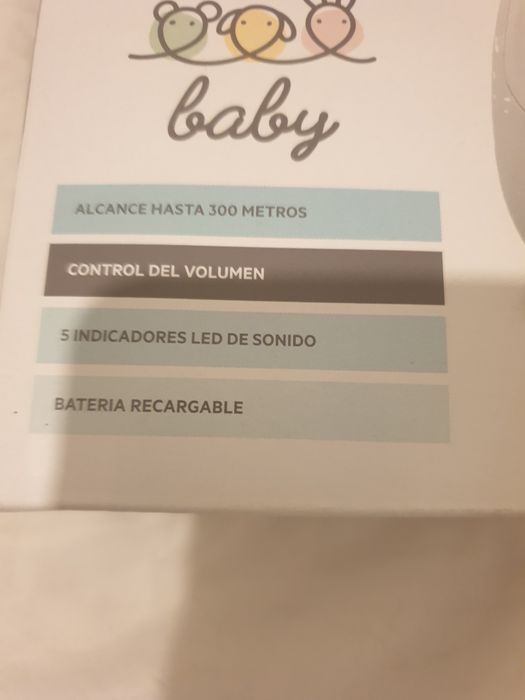 baby
ALCANCE HASTA 300 METROS
CONTROL DEL VOLUMEN
5 INDICADORES LED DE SONIDO
BATERIA RECARGABLE